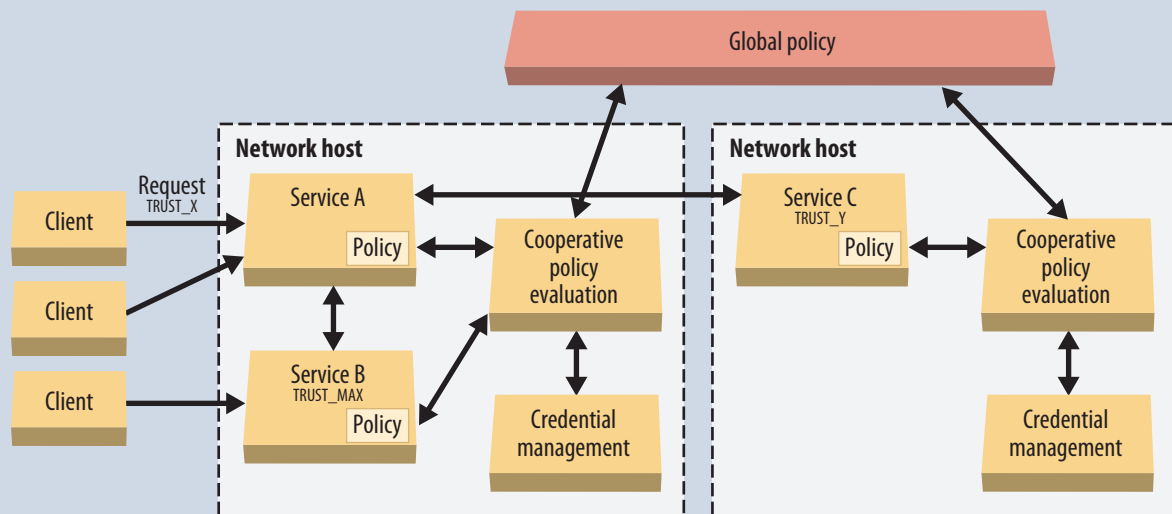 Global policy
Network host
Network host
Request
TRUST_X
Client
Client
Client
Service A
Policy
Service B
TRUST_MAX
Policy
Cooperative
policy
evaluation
Credential
management
Service C
TRUST_Y
Policy
Cooperative
policy
evaluation
Credential
management